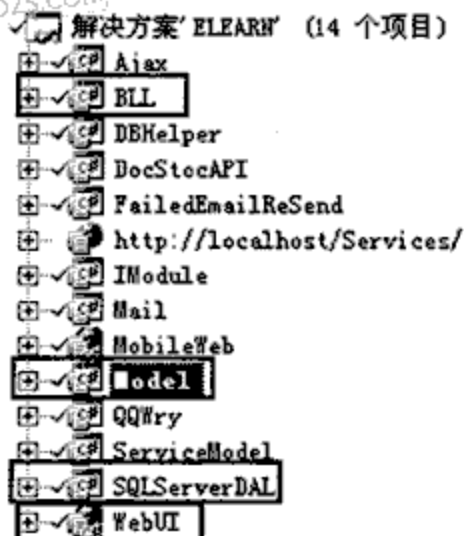 解决方案'ELEARN' (14 个项目)
Ajax
BLL
DBHelper
DocStocAPI
FailedEmailReSend
http://localhost/Services/
IModule
Mail
MobileWeb
Model
QQWry
ServiceModel
SQLServerDAL
WebUI